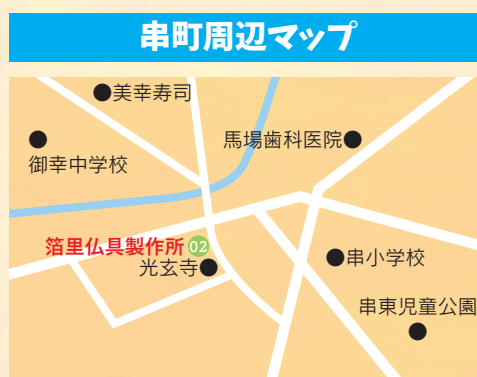 串町周辺マップ
美幸寿司
馬場歯科医院
御幸中学校
箔里仏具製作所 02
光玄寺
串小学校
串東児童公園